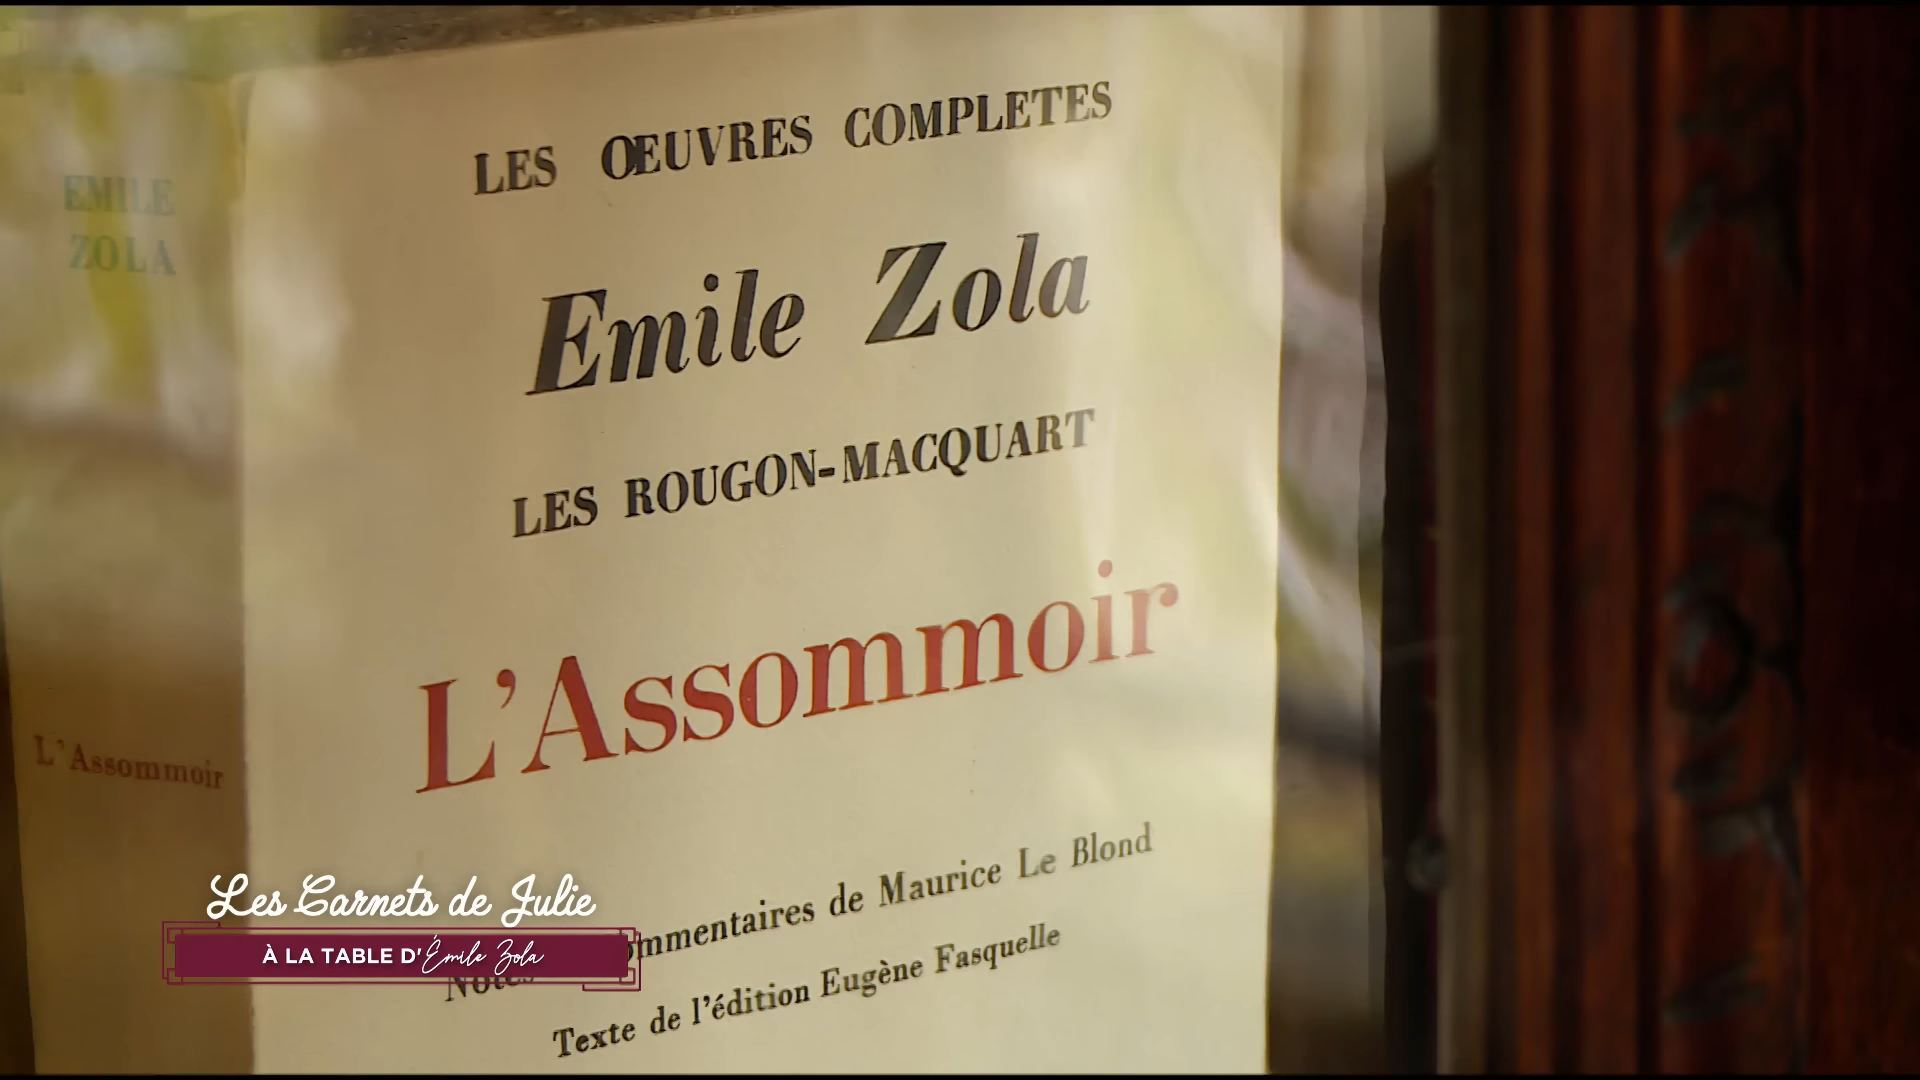 EMILE
ZOLA
L'Assommoir
LES ŒUVRES COMPLETES
Emile Zola
LES ROUGON-MACQUART
L'Assommoir
Notes ommentaires de Maurice Le Blond
Texte de l'édition Eugène Fasquelle
Les Carnets de Julie
À LA TABLE D'Émile Zola